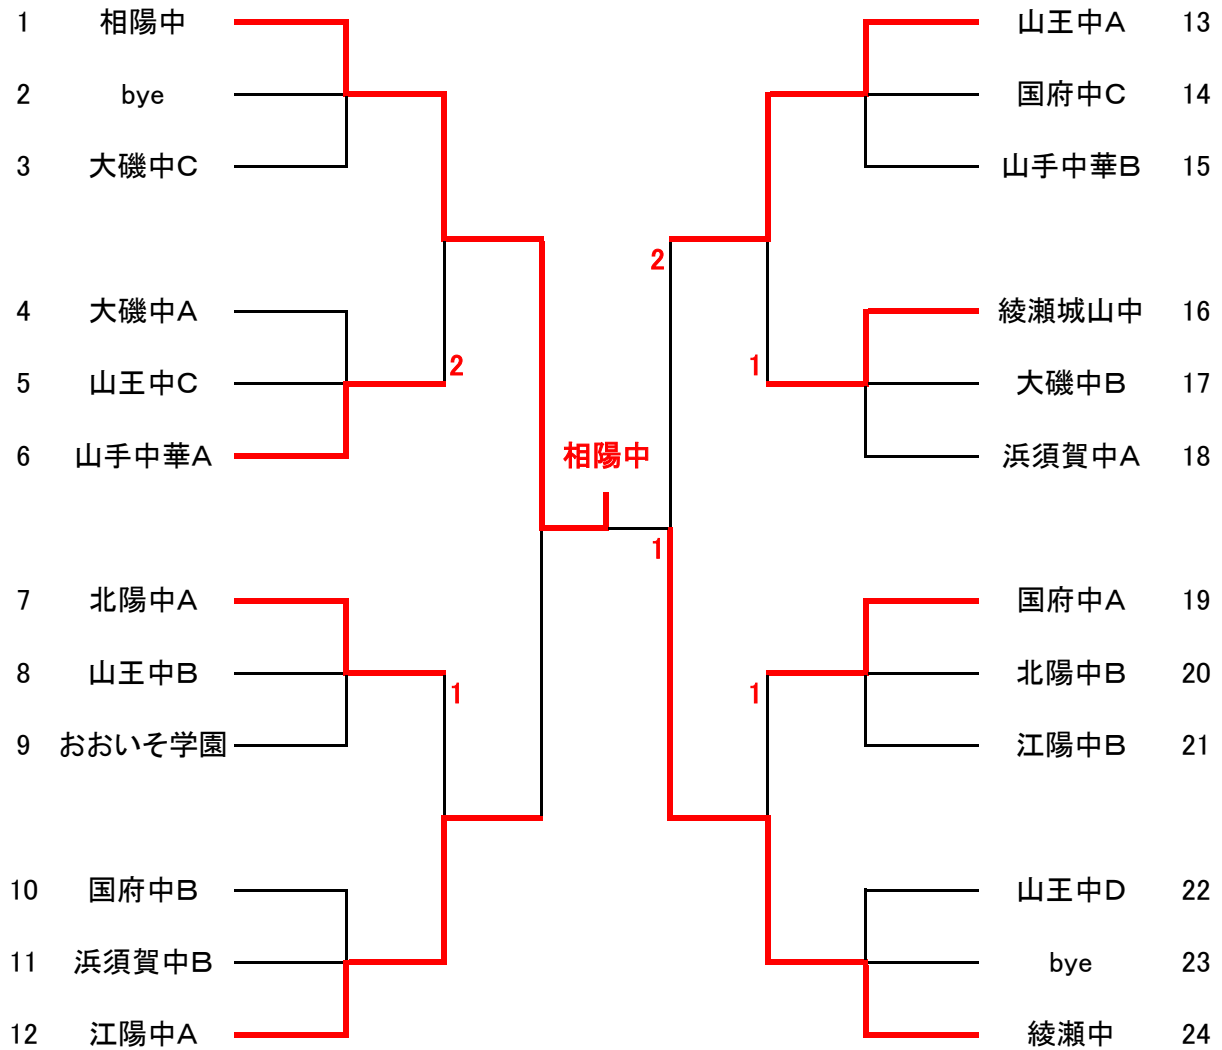 1 相陽中
2 bye
3 大磯中C
4 大磯中A
5 山王中C
2
6 山手中華A
7 北陽中A
8 山王中B
1
9 おおいそ学園
10 国府中B
11 浜須賀中B
12 江陽中A
相陽中
山王中A 13
国府中C 14
山手中華B 15
2
綾瀬城山中 16
1
大磯中B 17
浜須賀中A 18
1
国府中A 19
北陽中B 20
1
江陽中B 21
山王中D 22
bye 23
綾瀬中 24